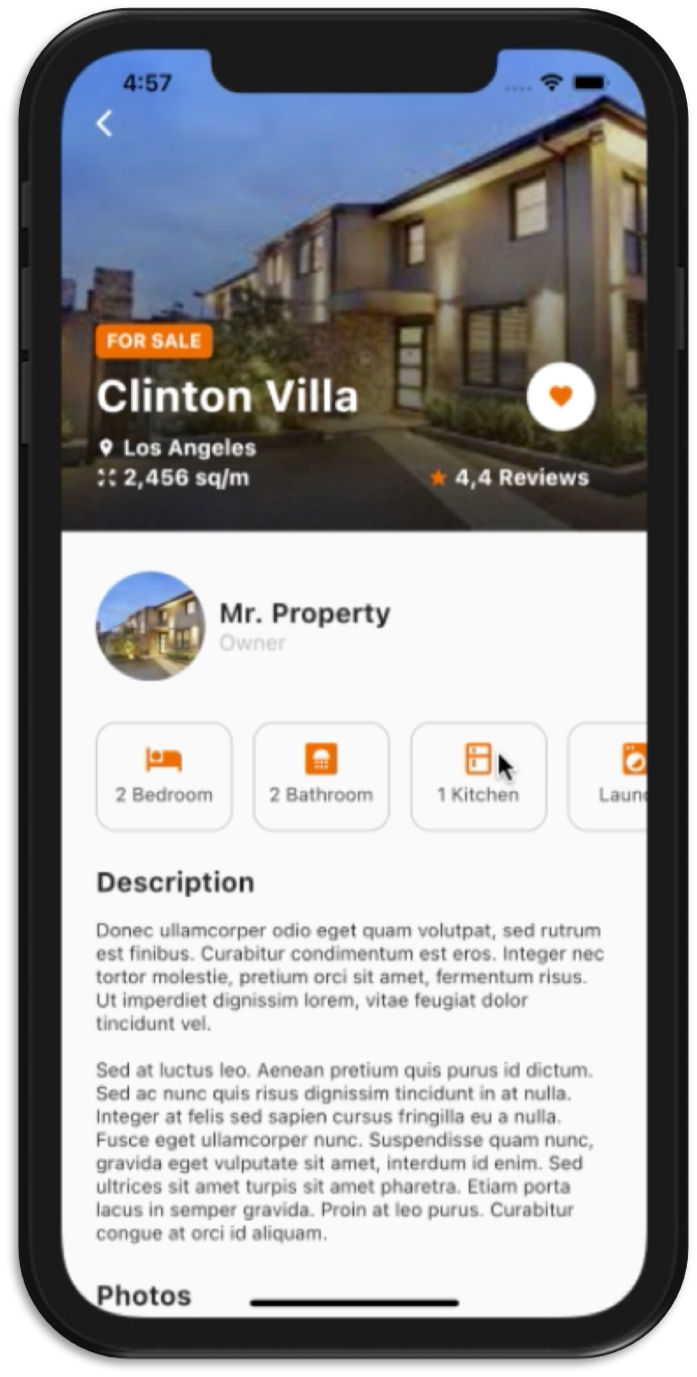 4:57
FOR SALE
Clinton Villa
Los Angeles
2,456 sq/m
4,4 Reviews
Mr. Property
Owner
2 Bedroom
2 Bathroom
1 Kitchen
Laun
Description
Donec ullamcorper odio eget quam volutpat, sed rutrum
est finibus. Curabitur condimentum est eros. Integer nec
tortor molestie, pretium orci sit amet, fermentum risus.
Ut imperdiet dignissim lorem, vitae feugiat dolor
tincidunt vel.
Sed at luctus leo. Aenean pretium quis purus id dictum.
Sed ac nunc quis risus dignissim tincidunt in at nulla.
Integer at felis sed sapien cursus fringilla eu a nulla.
Fusce eget ullamcorper nunc. Suspendisse quam nunc,
gravida eget vulputate sit amet, interdum id enim. Sed
ultrices sit amet turpis sit amet pharetra. Etiam porta
lacus in semper gravida. Proin at leo purus. Curabitur
congue at orci id aliquam.
Photos